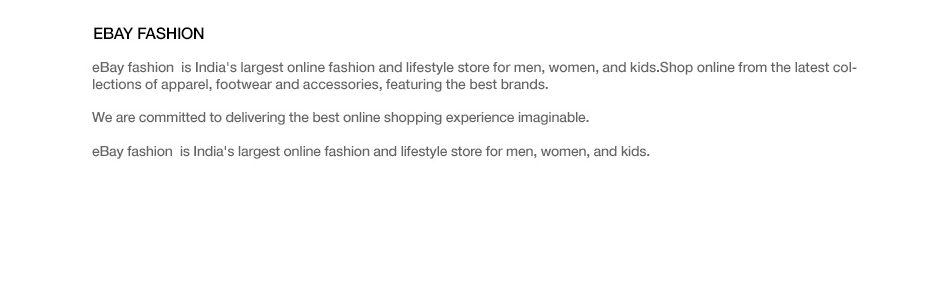 EBAY FASHION
eBay fashion  is India's largest online fashion and lifestyle store for men, women, and kids.Shop online from the latest col-
lections of apparel, footwear and accessories, featuring the best brands.
We are committed to delivering the best online shopping experience imaginable.
eBay fashion  is India's largest online fashion and lifestyle store for men, women, and kids.